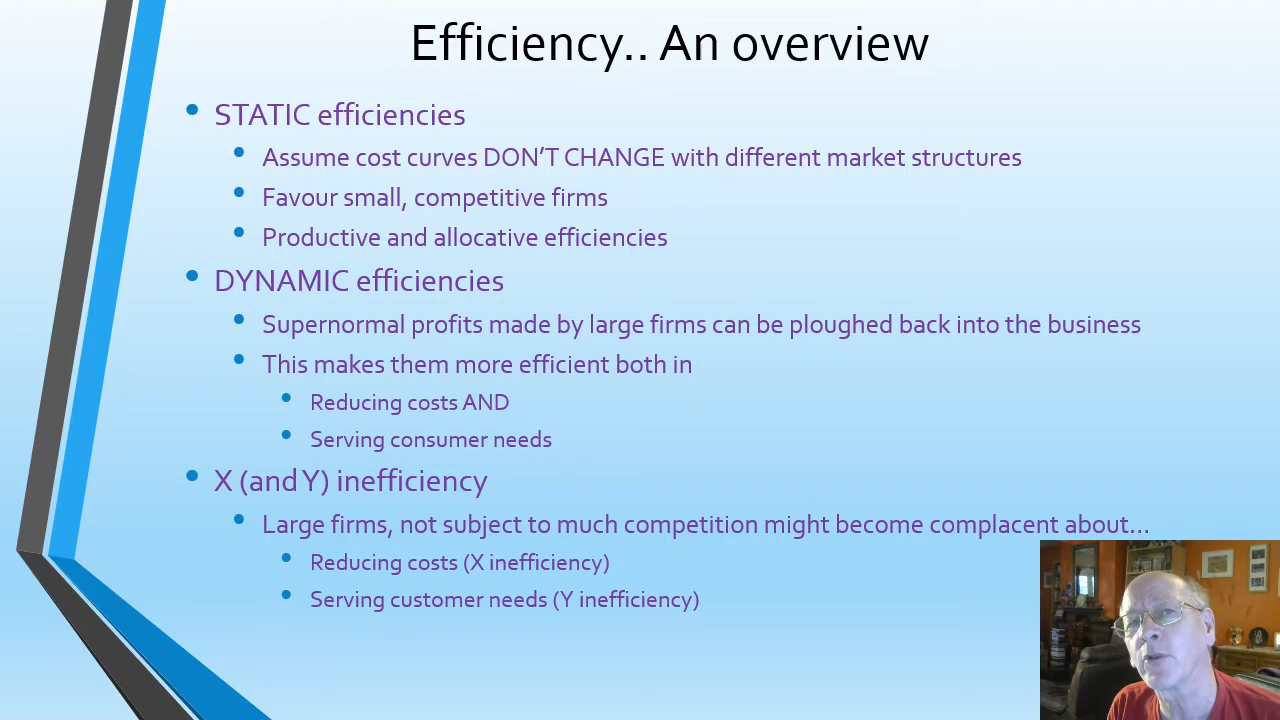 Efficiency.. An overview
STATIC efficiencies
Assume cost curves DON’T CHANGE with different market structures
Favour small, competitive firms
Productive and allocative efficiencies
DYNAMIC efficiencies
Supernormal profits made by large firms can be ploughed back into the business
This makes them more efficient both in
Reducing costs AND
Serving consumer needs
X (and Y) inefficiency
Large firms, not subject to much competition might become complacent about…
Reducing costs (X inefficiency)
Serving customer needs (Y inefficiency)